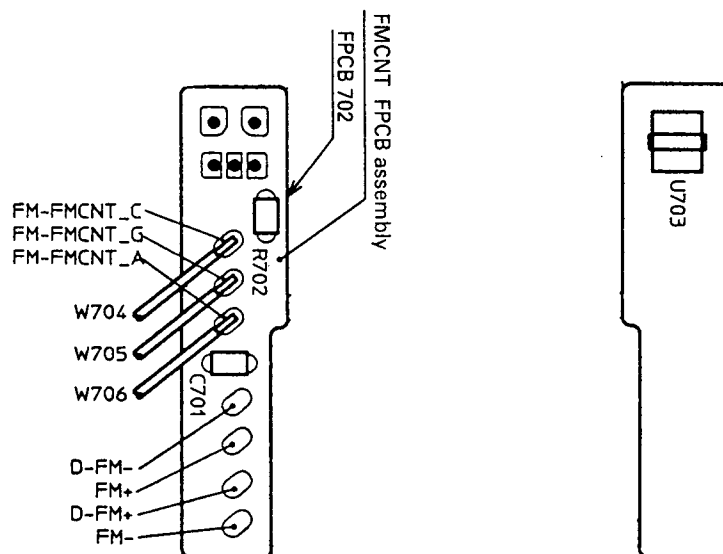 FMCNT FPCB assembly
FPCB 702
U703
FM-FMCNT_C
FM-FMCNT_G
FM-FMCNT_A
R702
W704
W705
W706
C701
D-FM-
FM+
D-FM+
FM-